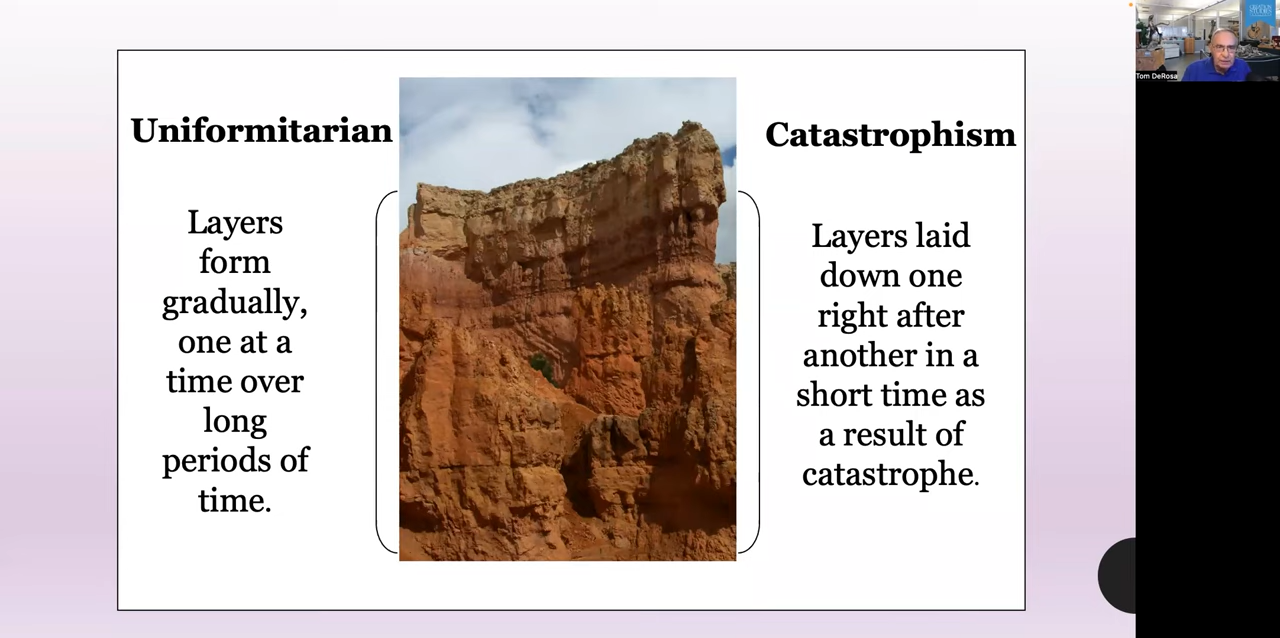 Uniformitarian
Layers
form
gradually,
one at a
time over
long
periods of
time.
Catastrophism
Layers laid
down one
right after
another in a
short time as
a result of
catastrophe.
Tom DeRosa